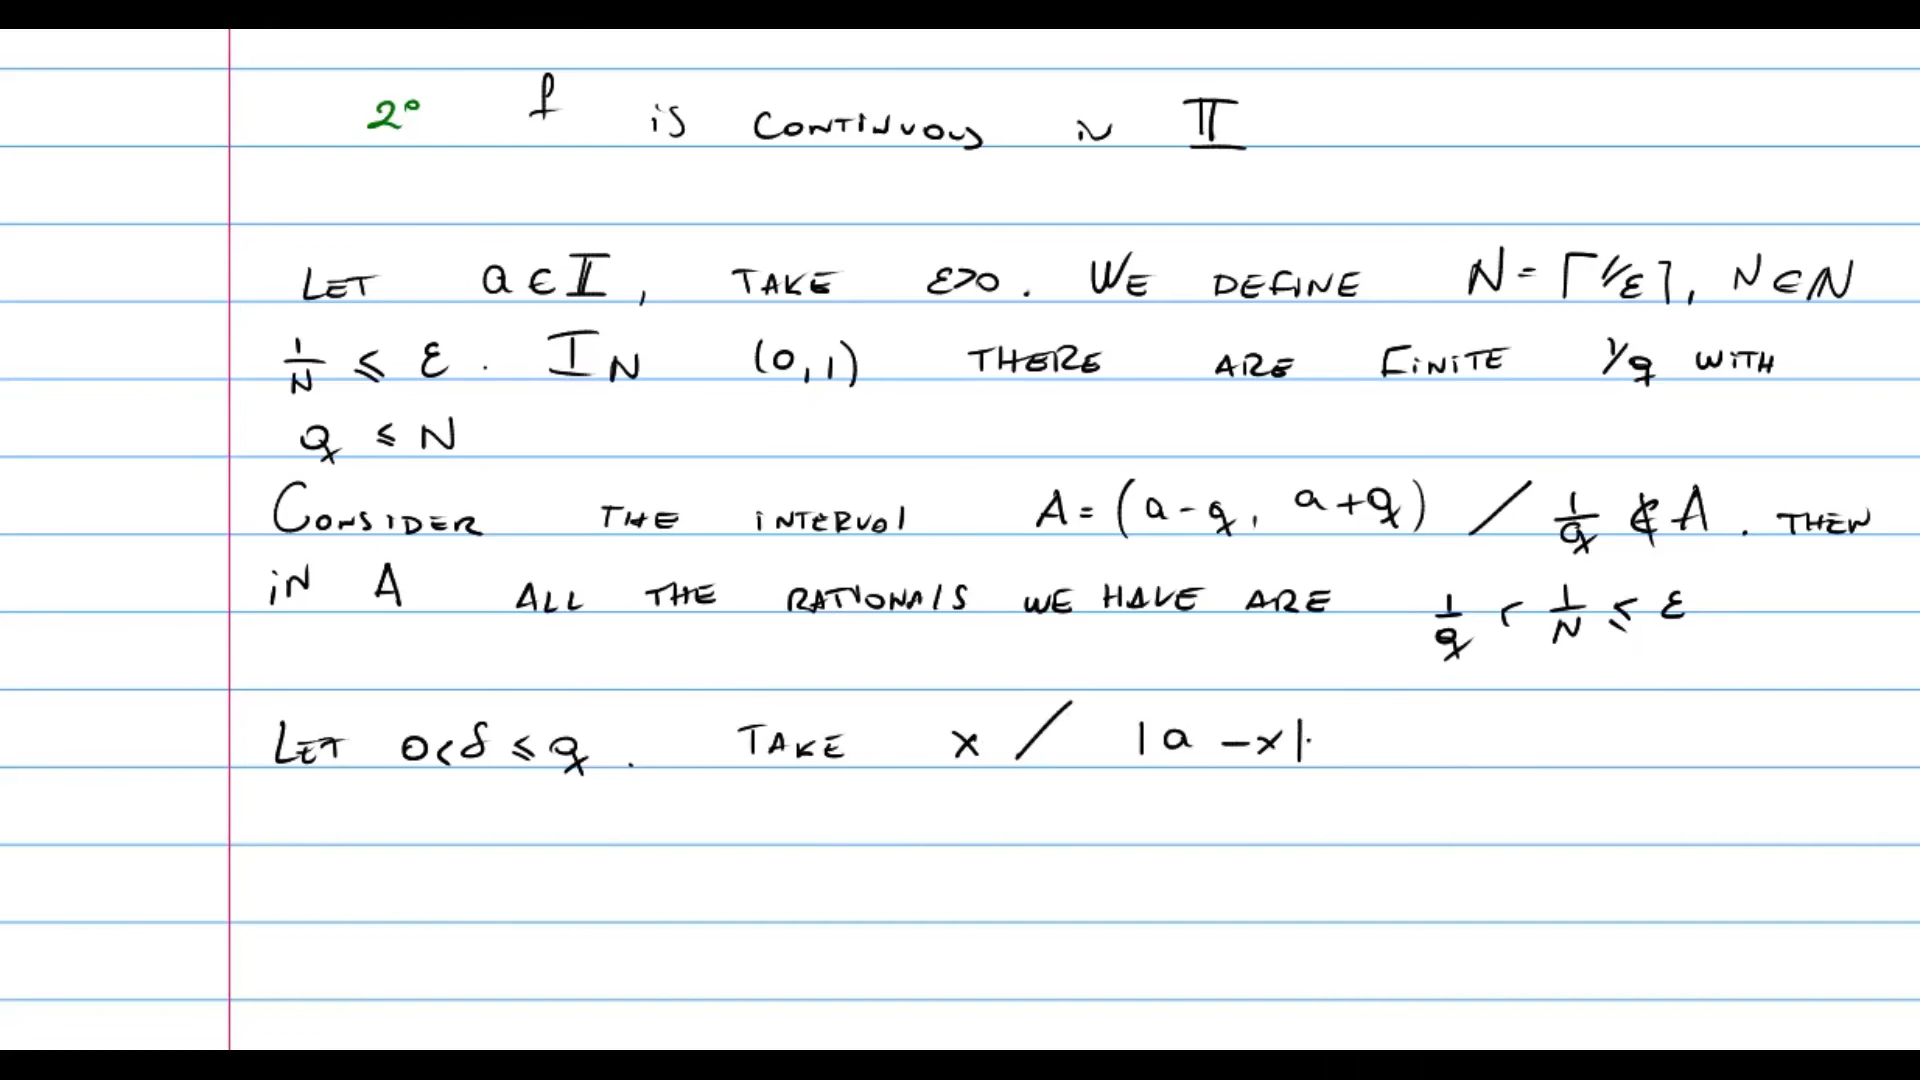 2° f is continuous in 𝕀
LET a ∈ 𝕀, TAKE ε>0. WE DEFINE N = ⌈1/ε⌉, N ∈ ℕ
1/N ≤ ε. IN (0,1) THERE ARE FINITE 1/q WITH
q ≤ N
CONSIDER THE INTERVAL A = (a - q, a + q) / 1/q ∉ A. THEN
IN A ALL THE RATIONALS WE HAVE ARE 1/q < 1/N ≤ ε
LET 0<δ ≤ q. TAKE x / |a - x|